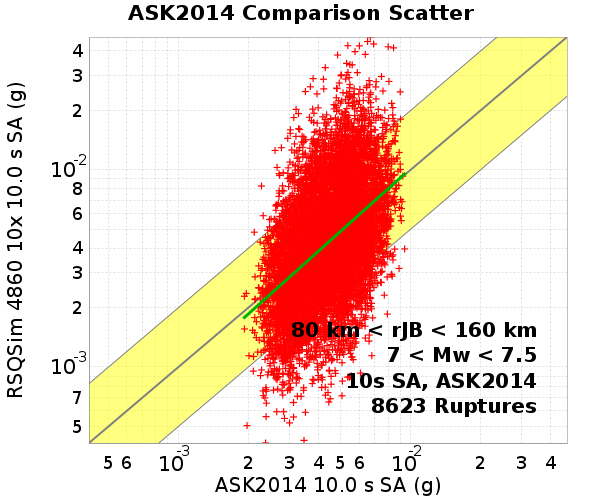 ASK2014 Comparison Scatter
RSQSim 4860 10x 10.0 s SA (g)
4
3
2
10-2
8
6
4
3
2
10-3
7
5
80 km < rJB < 160 km
7 < Mw < 7.5
10s SA, ASK2014
8623 Ruptures
5 6 10-3 2 3 4 5 6 10-2 2 3 4
ASK2014 10.0 s SA (g)